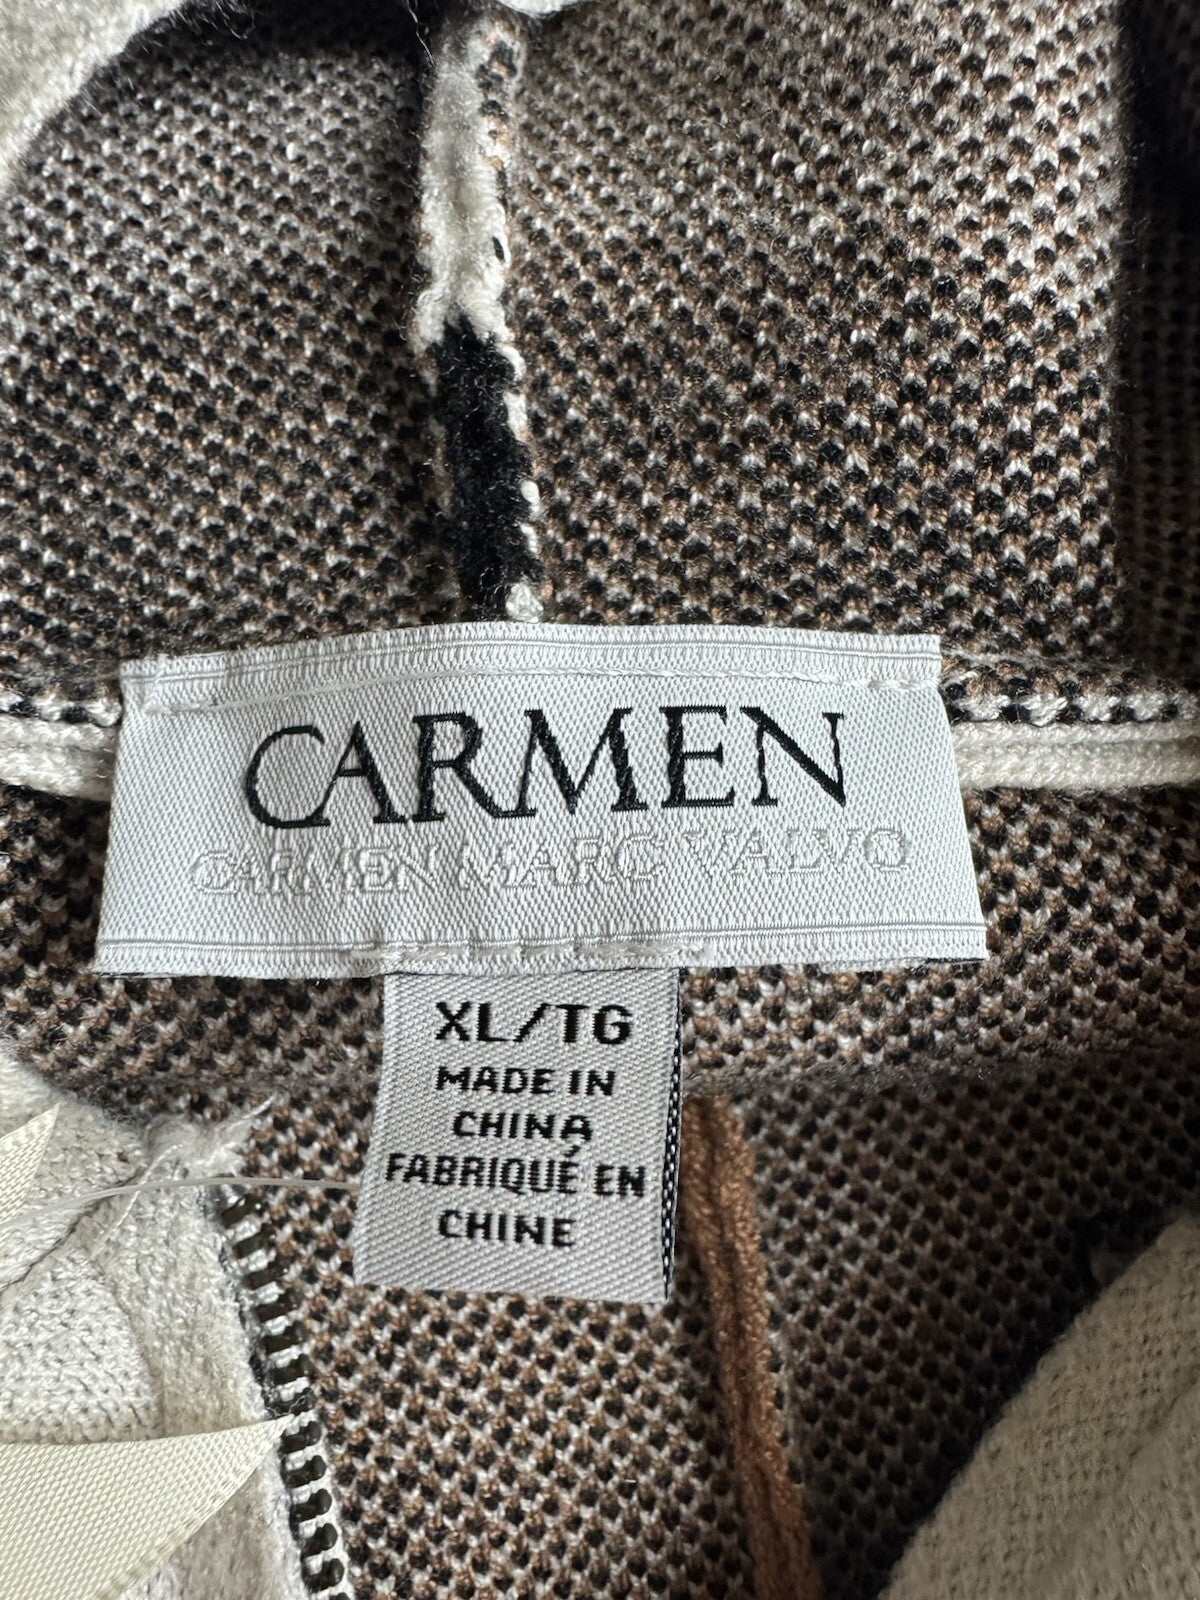 CARMEN
CARMEN MARC VALVO
XL/TG
MADE IN
CHINA
FABRIQUÉ EN
CHINE